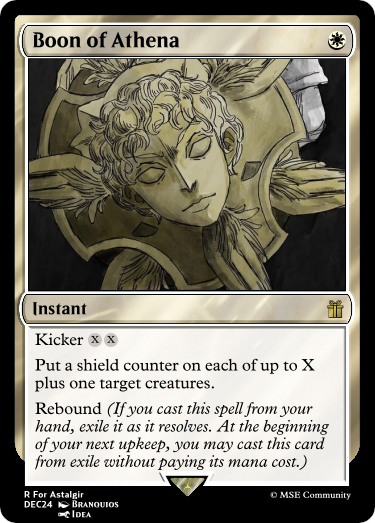 Boon of Athena
Instant
Kicker X X
Put a shield counter on each of up to X
plus one target creatures.
Rebound (If you cast this spell from your
hand, exile it as it resolves. At the beginning
of your next upkeep, you may cast this card
from exile without paying its mana cost.)
R For Astalgir
DEC24 Branquios
Idea
© MSE Community